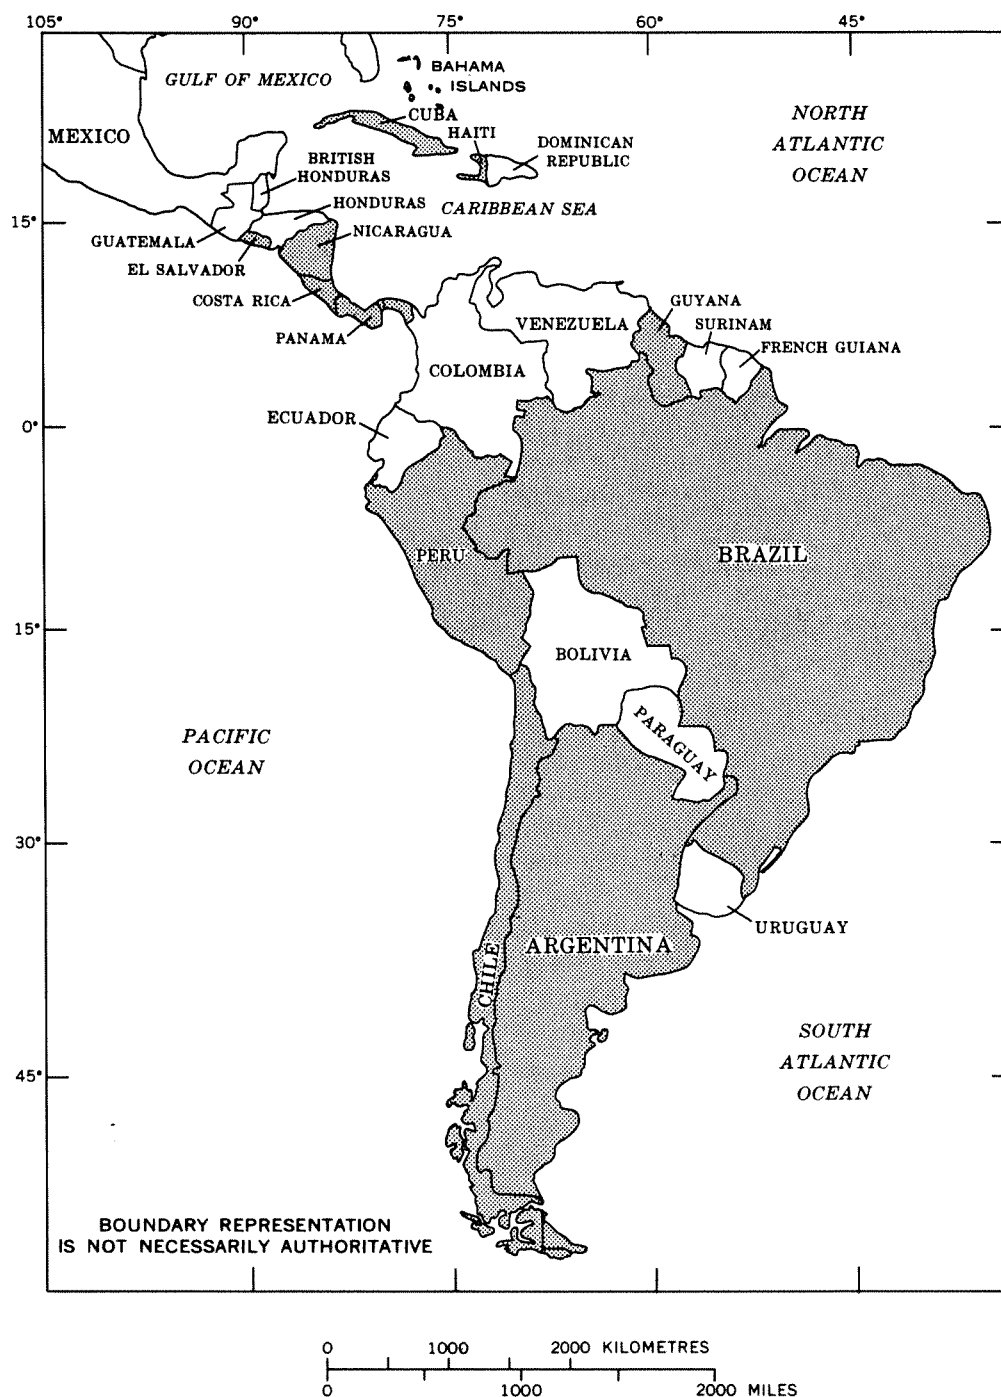 105° 90° 75° 60° 45°
BAHAMA
ISLANDS
GULF OF MEXICO
CUBA
NORTH
ATLANTIC
OCEAN
MEXICO
HAITI
DOMINICAN
REPUBLIC
BRITISH
HONDURAS
HONDURAS
CARIBBEAN SEA
15°
NICARAGUA
GUATEMALA
EL SALVADOR
COSTA RICA
PANAMA
GUYANA
VENEZUELA
SURINAM
FRENCH GUIANA
COLOMBIA
ECUADOR
0°
PERU
BRAZIL
15°
BOLIVIA
PARAGUAY
PACIFIC
OCEAN
30°
URUGUAY
ARGENTINA
CHILE
SOUTH
ATLANTIC
OCEAN
45°
BOUNDARY REPRESENTATION
IS NOT NECESSARILY AUTHORITATIVE
0 1000 2000 KILOMETRES
0 1000 2000 MILES